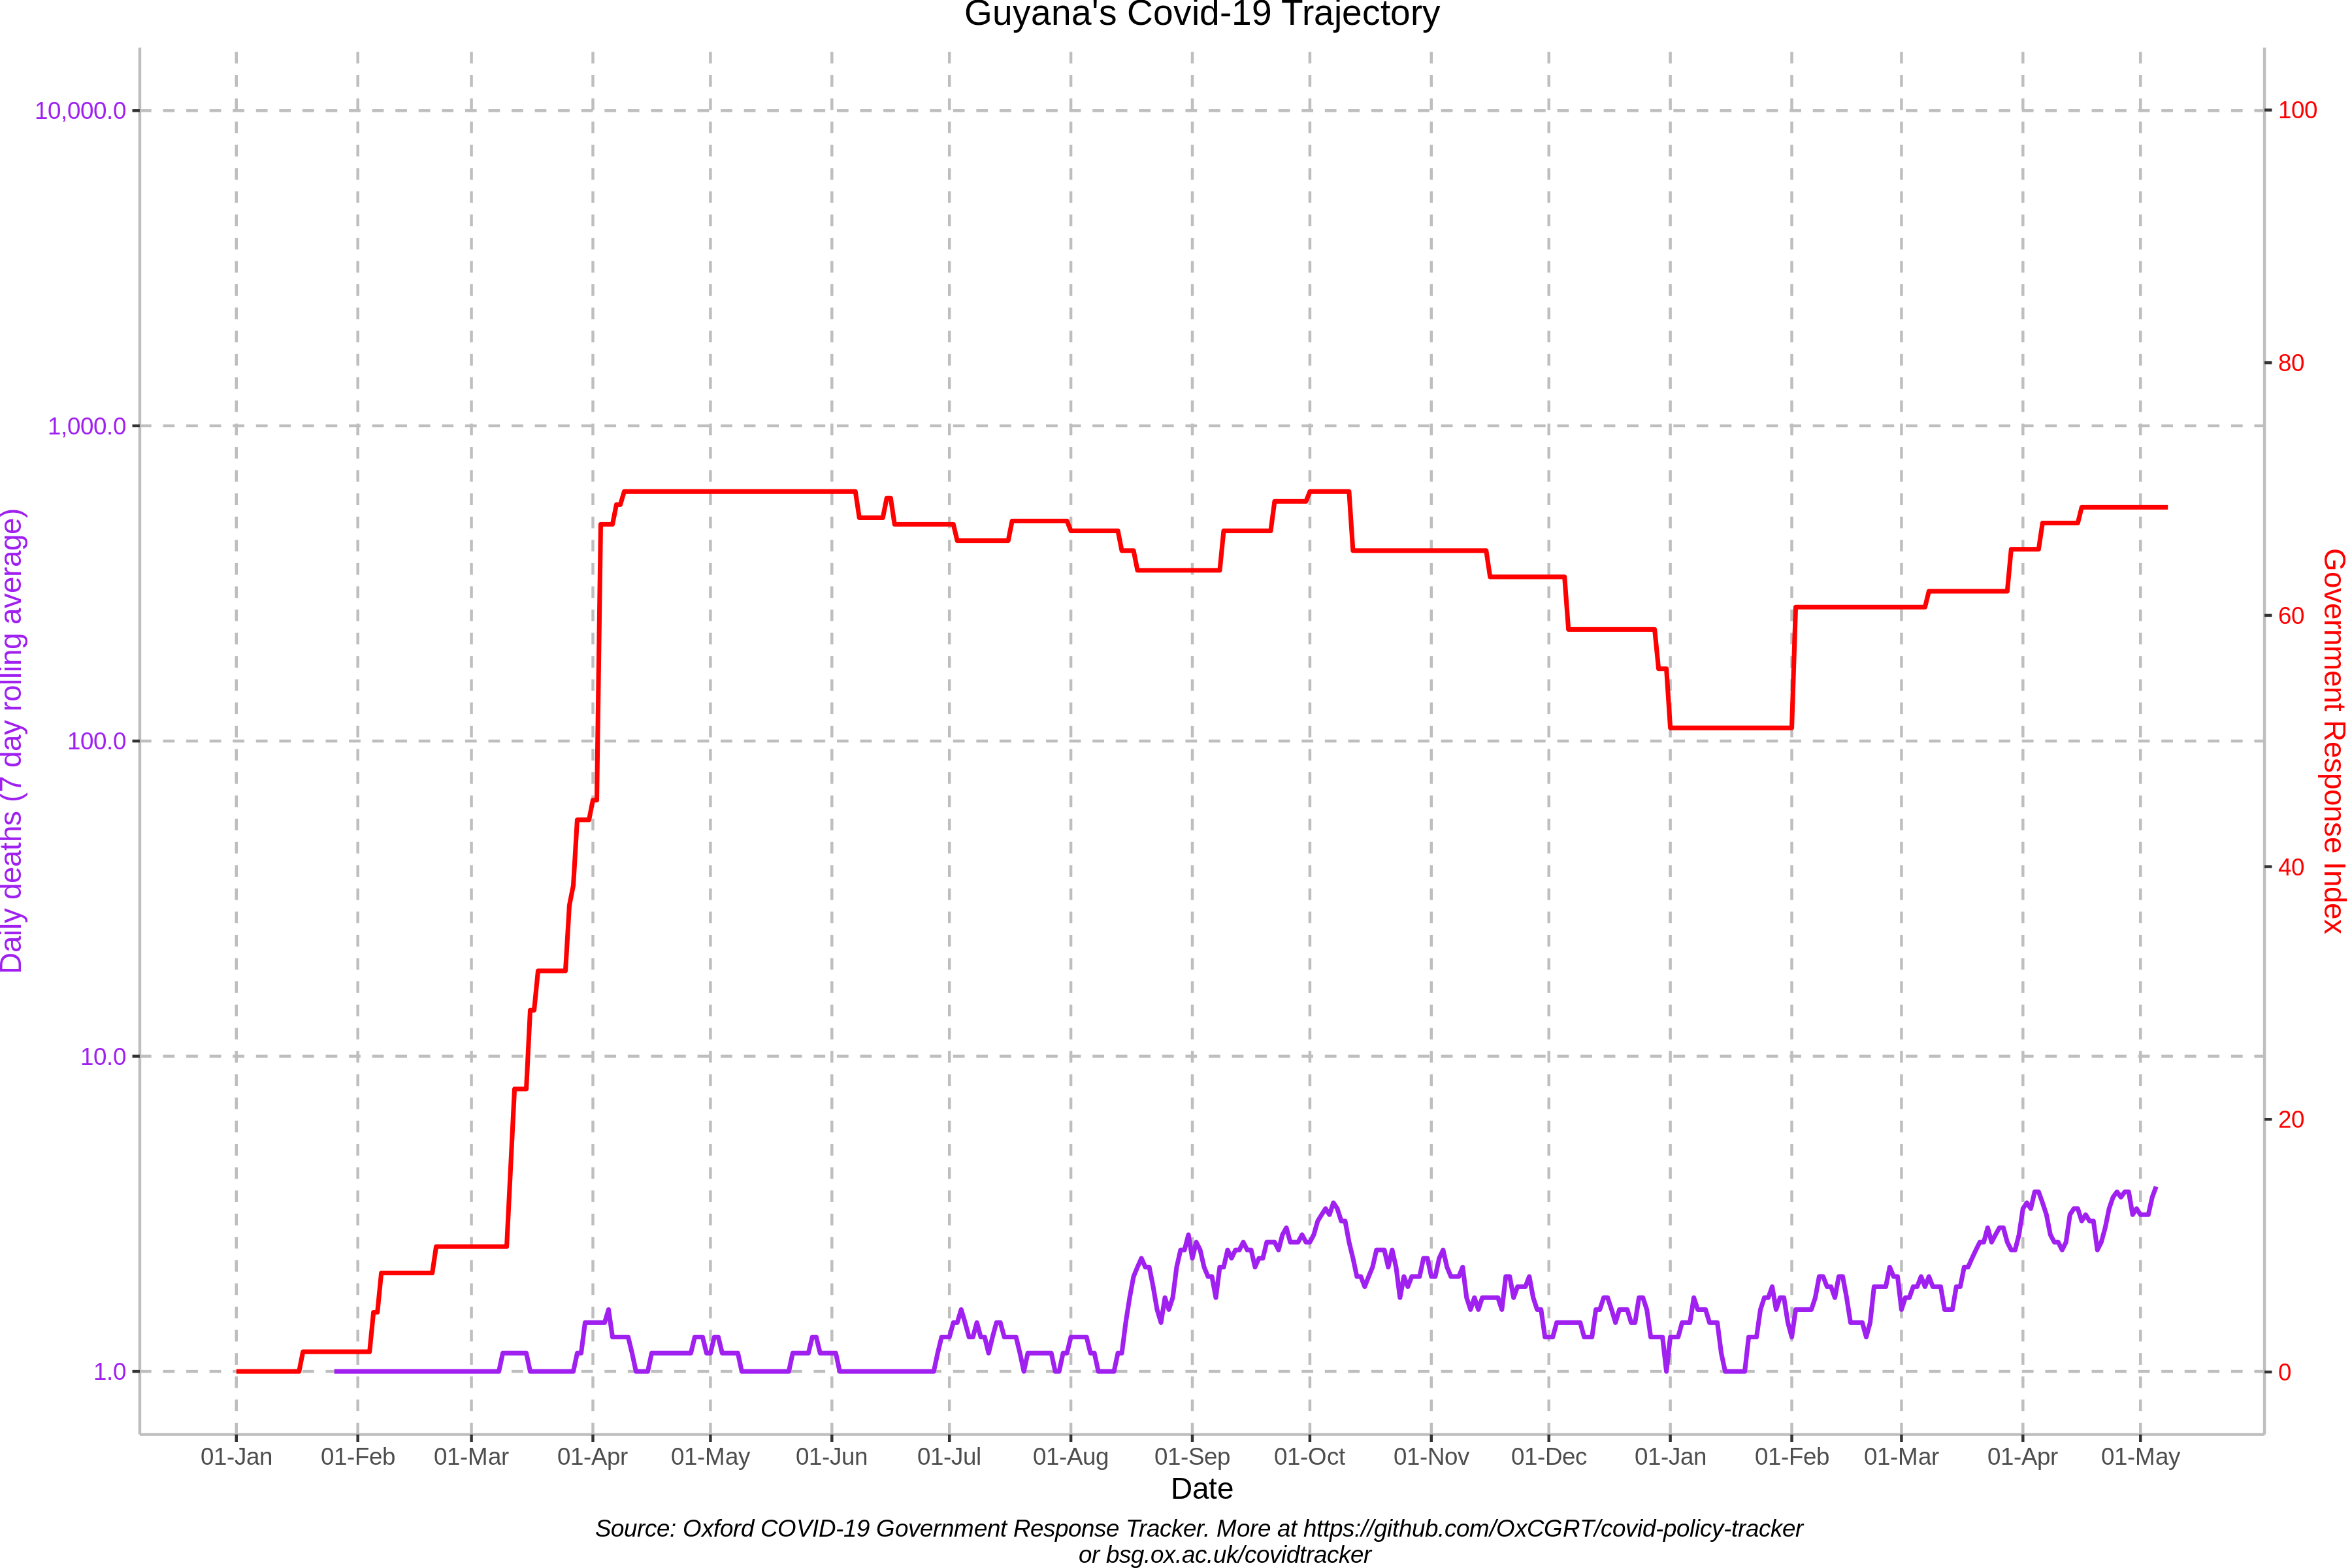 Guyana's Covid-19 Trajectory
10,000.0
1,000.0
100.0
10.0
1.0
Daily deaths (7 day rolling average)
100
80
60
40
20
0
Government Response Index
01-Jan 01-Feb 01-Mar 01-Apr 01-May 01-Jun 01-Jul 01-Aug 01-Sep 01-Oct 01-Nov 01-Dec 01-Jan 01-Feb 01-Mar 01-Apr 01-May
Date
Source: Oxford COVID-19 Government Response Tracker. More at https://github.com/OxCGRT/covid-policy-tracker
or bsg.ox.ac.uk/covidtracker